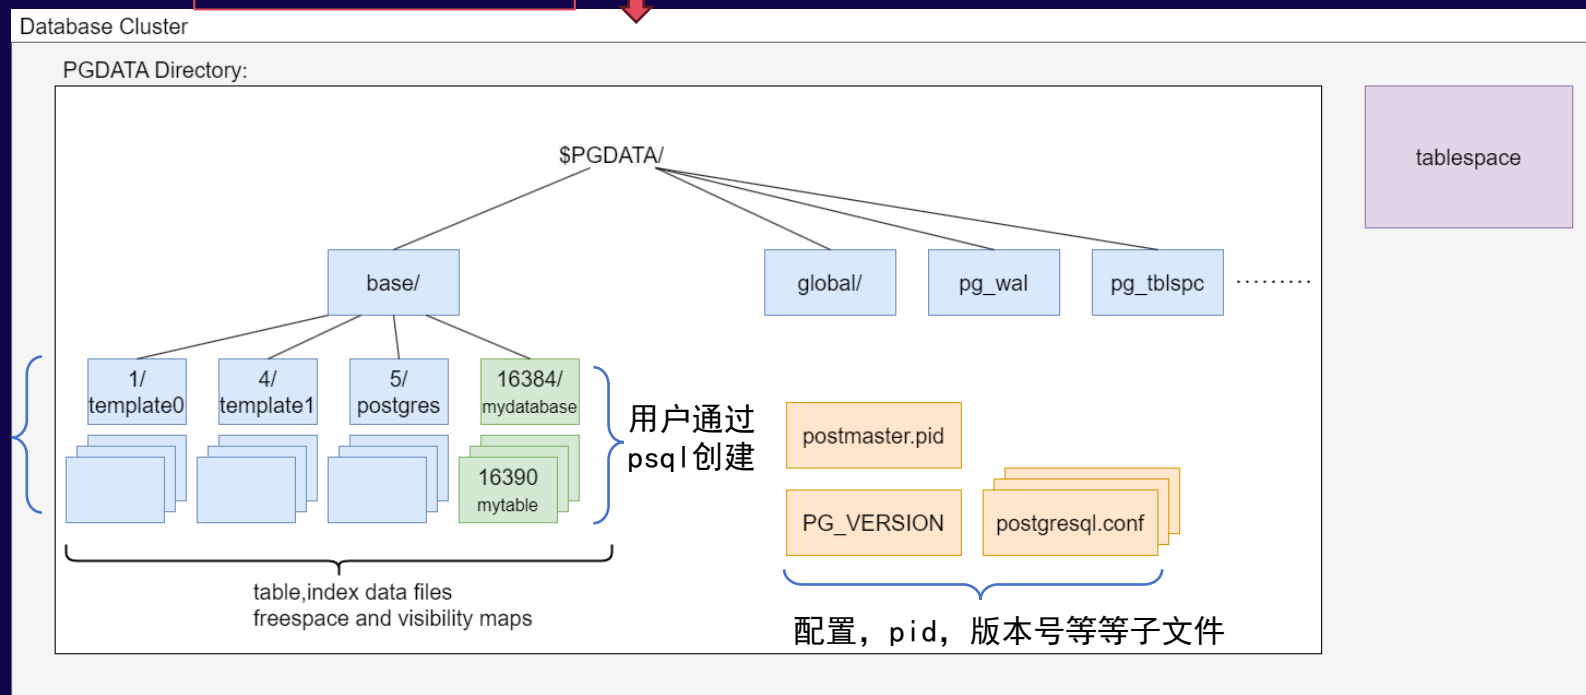 Database Cluster
PGDATA Directory:
$PGDATA/
tablespace
base/
global/
pg_wal
pg_tblspc
·········
1/
template0
4/
template1
5/
postgres
16384/
mydatabase
16390
mytable
用户通过
psql创建
postmaster.pid
PG_VERSION
postgresql.conf
table,index data files
freespace and visibility maps
配置，pid，版本号等等子文件